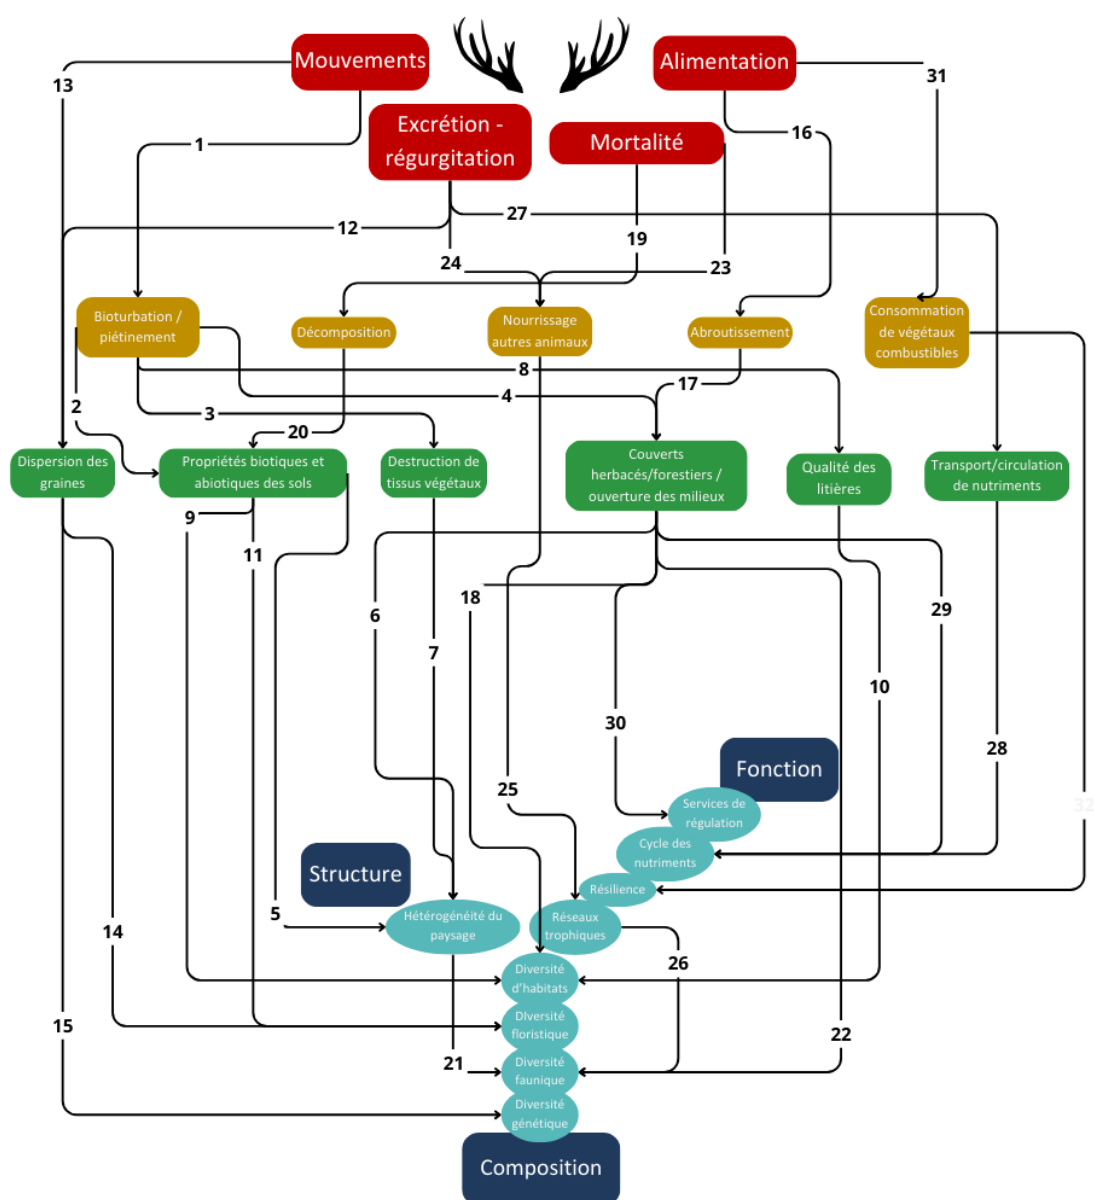 Mouvements
Alimentation
13
31
Excrétion -
régurgitation
Mortalité
1
16
27
12
19
24
23
Bioturbation /
piétinement
Décomposition
Nourrissage
autres animaux
Abroutissement
Consommation
de végétaux
combustibles
8
17
4
2
3
20
Dispersion des
graines
Propriétés biotiques et
abiotiques des sols
Destruction de
tissus végétaux
Couverts
herbacés/forestiers /
ouverture des milieux
Qualité des
litières
Transport/circulation
de nutriments
9
11
18
6
29
7
10
30
28
25
32
Fonction
Services de
régulation
Cycle des
nutriments
Résilience
Structure
5
Hétérogénéité du
paysage
Réseaux
trophiques
14
26
Diversité
d'habitats
15
DIversité
floristique
22
21
Diversité
faunique
Diversité
génétique
Composition